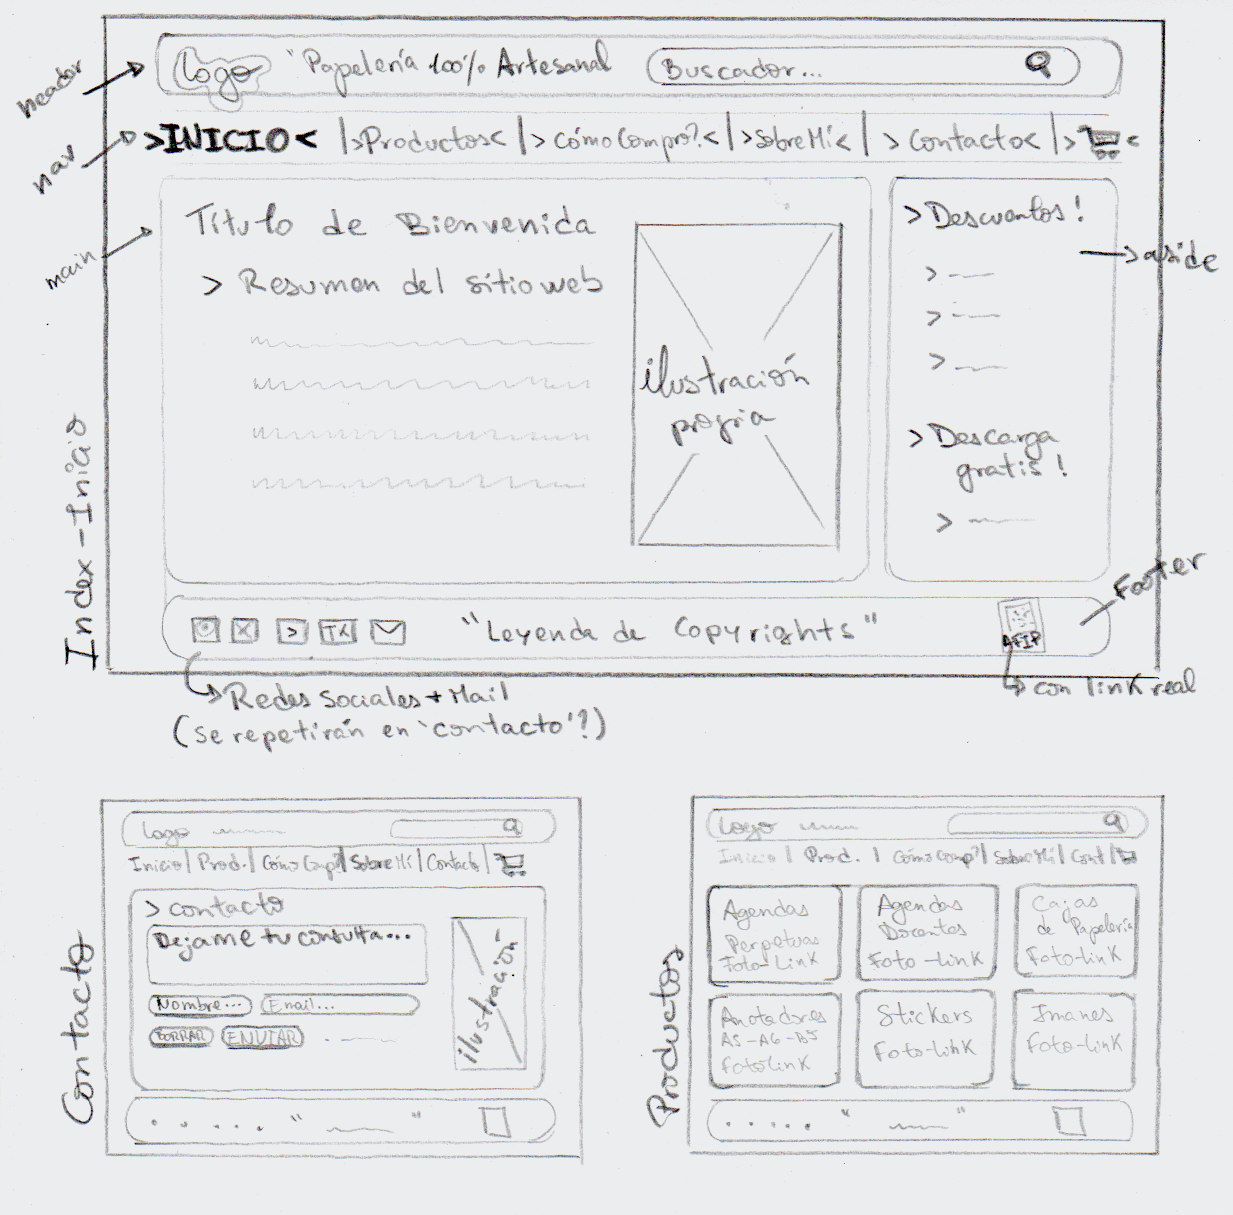 header
Logo "Papelería 100% Artesanal Buscador...
nav
>INICIO< |>Productos< |> cómo compro?< |>sobre Mí< | > Contacto< |> <
main
Título de Bienvenida
> Resumen del sitio web
ilustración
propia
> Descuentos!
>
>
>
> Descarga
gratis!
>
aside
Index - Inicio
"Leyenda de Copyrights"
AFIP
Footer
Redes sociales + Mail
(se repetirán en 'contacto'?)
con link real
Contacto
Logo
Inicio | Prod. | Cómo Comp? | Sobre Mí | Contacto |
> contacto
Dejame tu consulta...
Nombre... Email...
BORRAR ENVIAR
ilustración
" "
Productos
Logo
Inicio | Prod. | Cómo Comp? | Sobre Mí | Cont |
Agendas
Perpetuas
Foto-Link
Agendas
Docentes
Foto-link
Cajas
de Papelería
Foto-link
Anotadores
A5-A6-B5
Foto link
Stickers
Foto-link
Imanes
Foto-link
" "